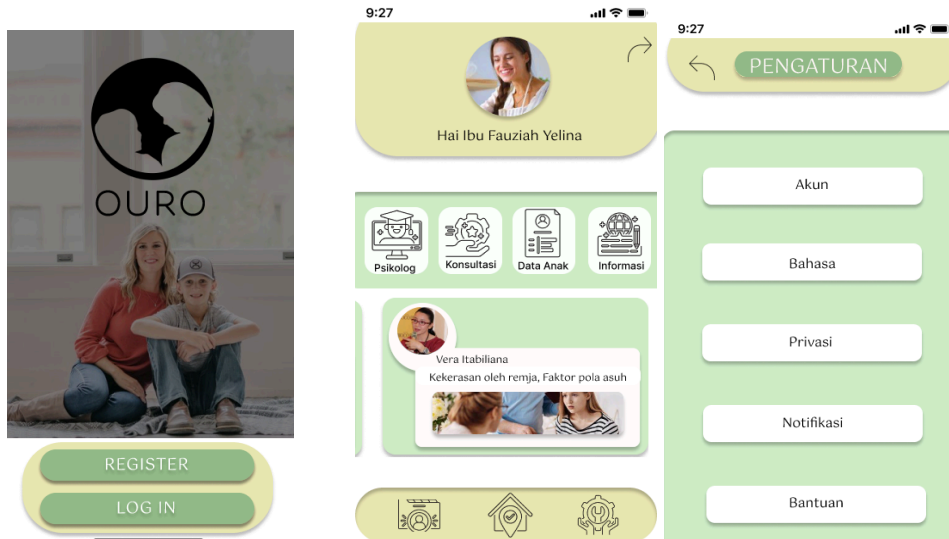 OURO
REGISTER
LOG IN
9:27
Hai Ibu Fauziah Yelina
Psikolog
Konsultasi
Data Anak
Informasi
Vera Itabiliana
Kekerasan oleh remja, Faktor pola asuh
9:27
PENGATURAN
Akun
Bahasa
Privasi
Notifikasi
Bantuan